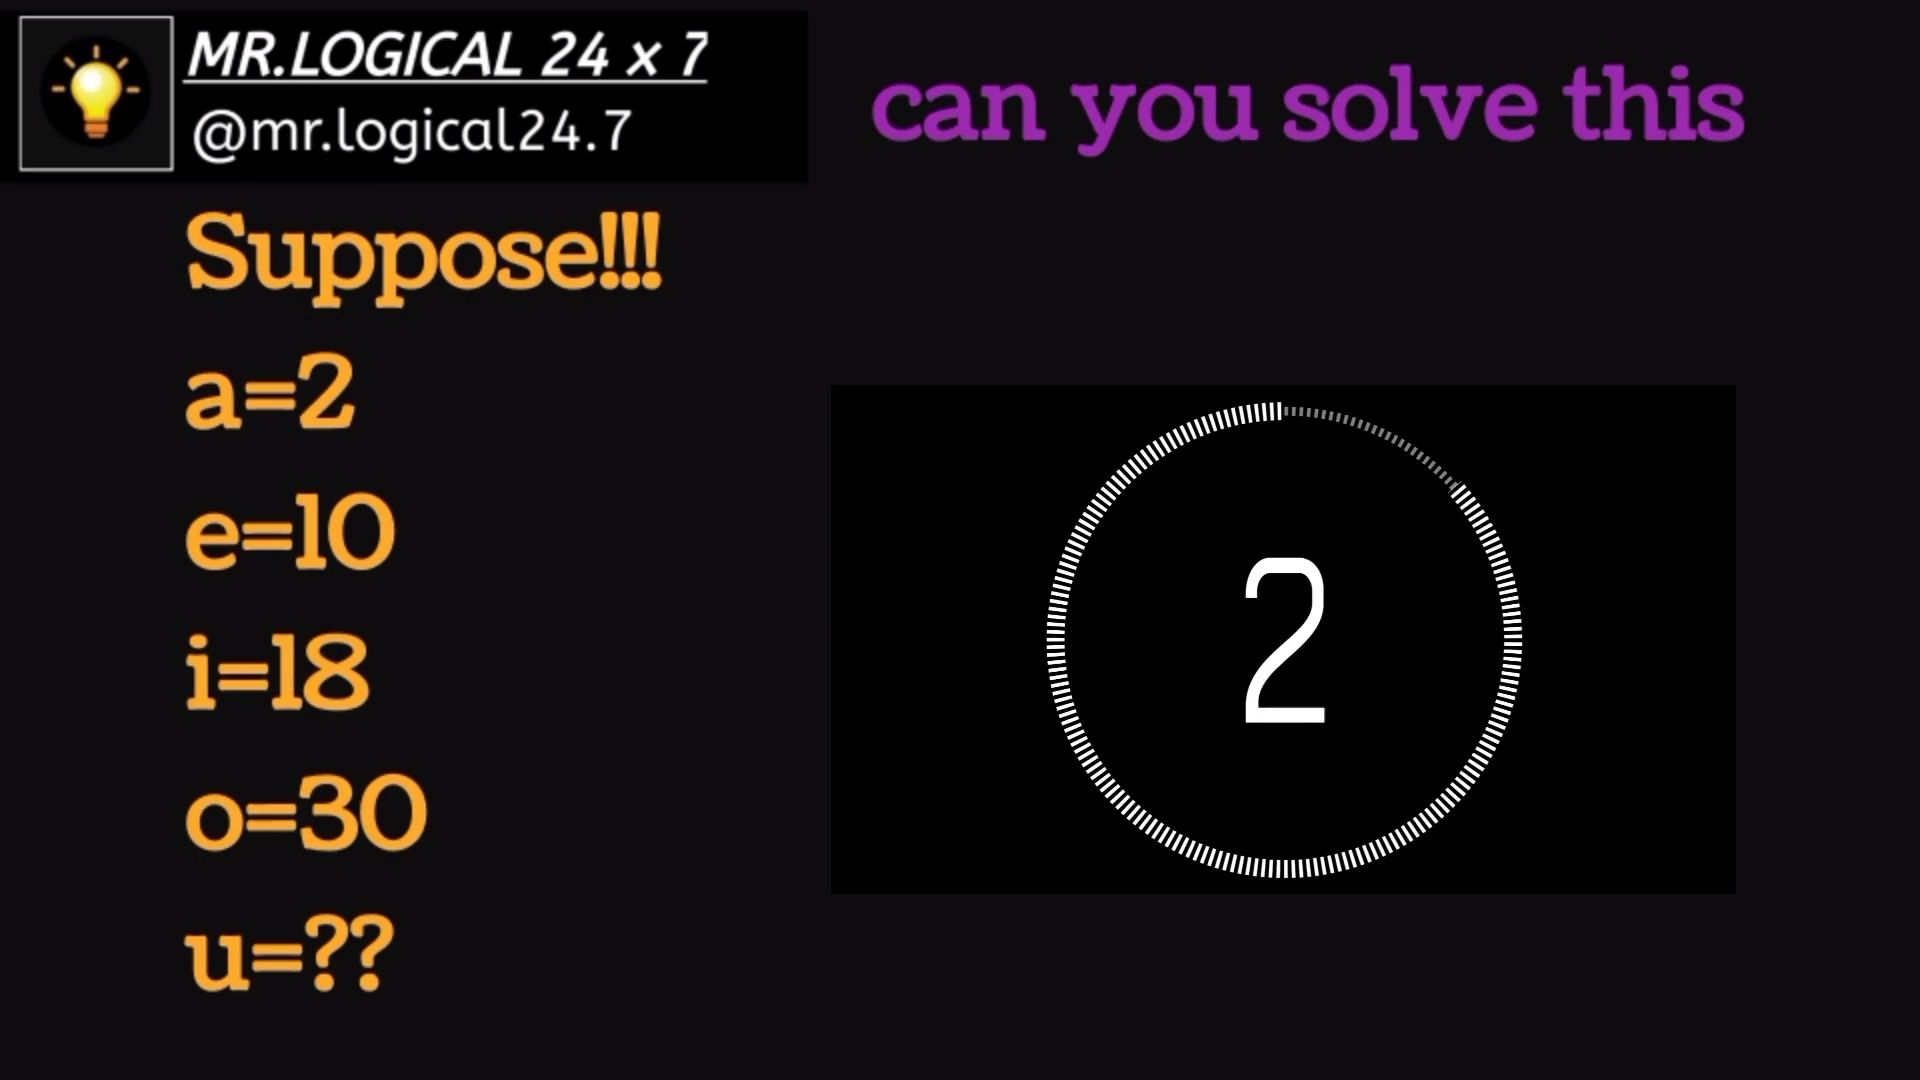 MR.LOGICAL 24 x 7
@mr.logical24.7
can you solve this
Suppose!!!
a=2
e=10
i=18
o=30
u=??
2